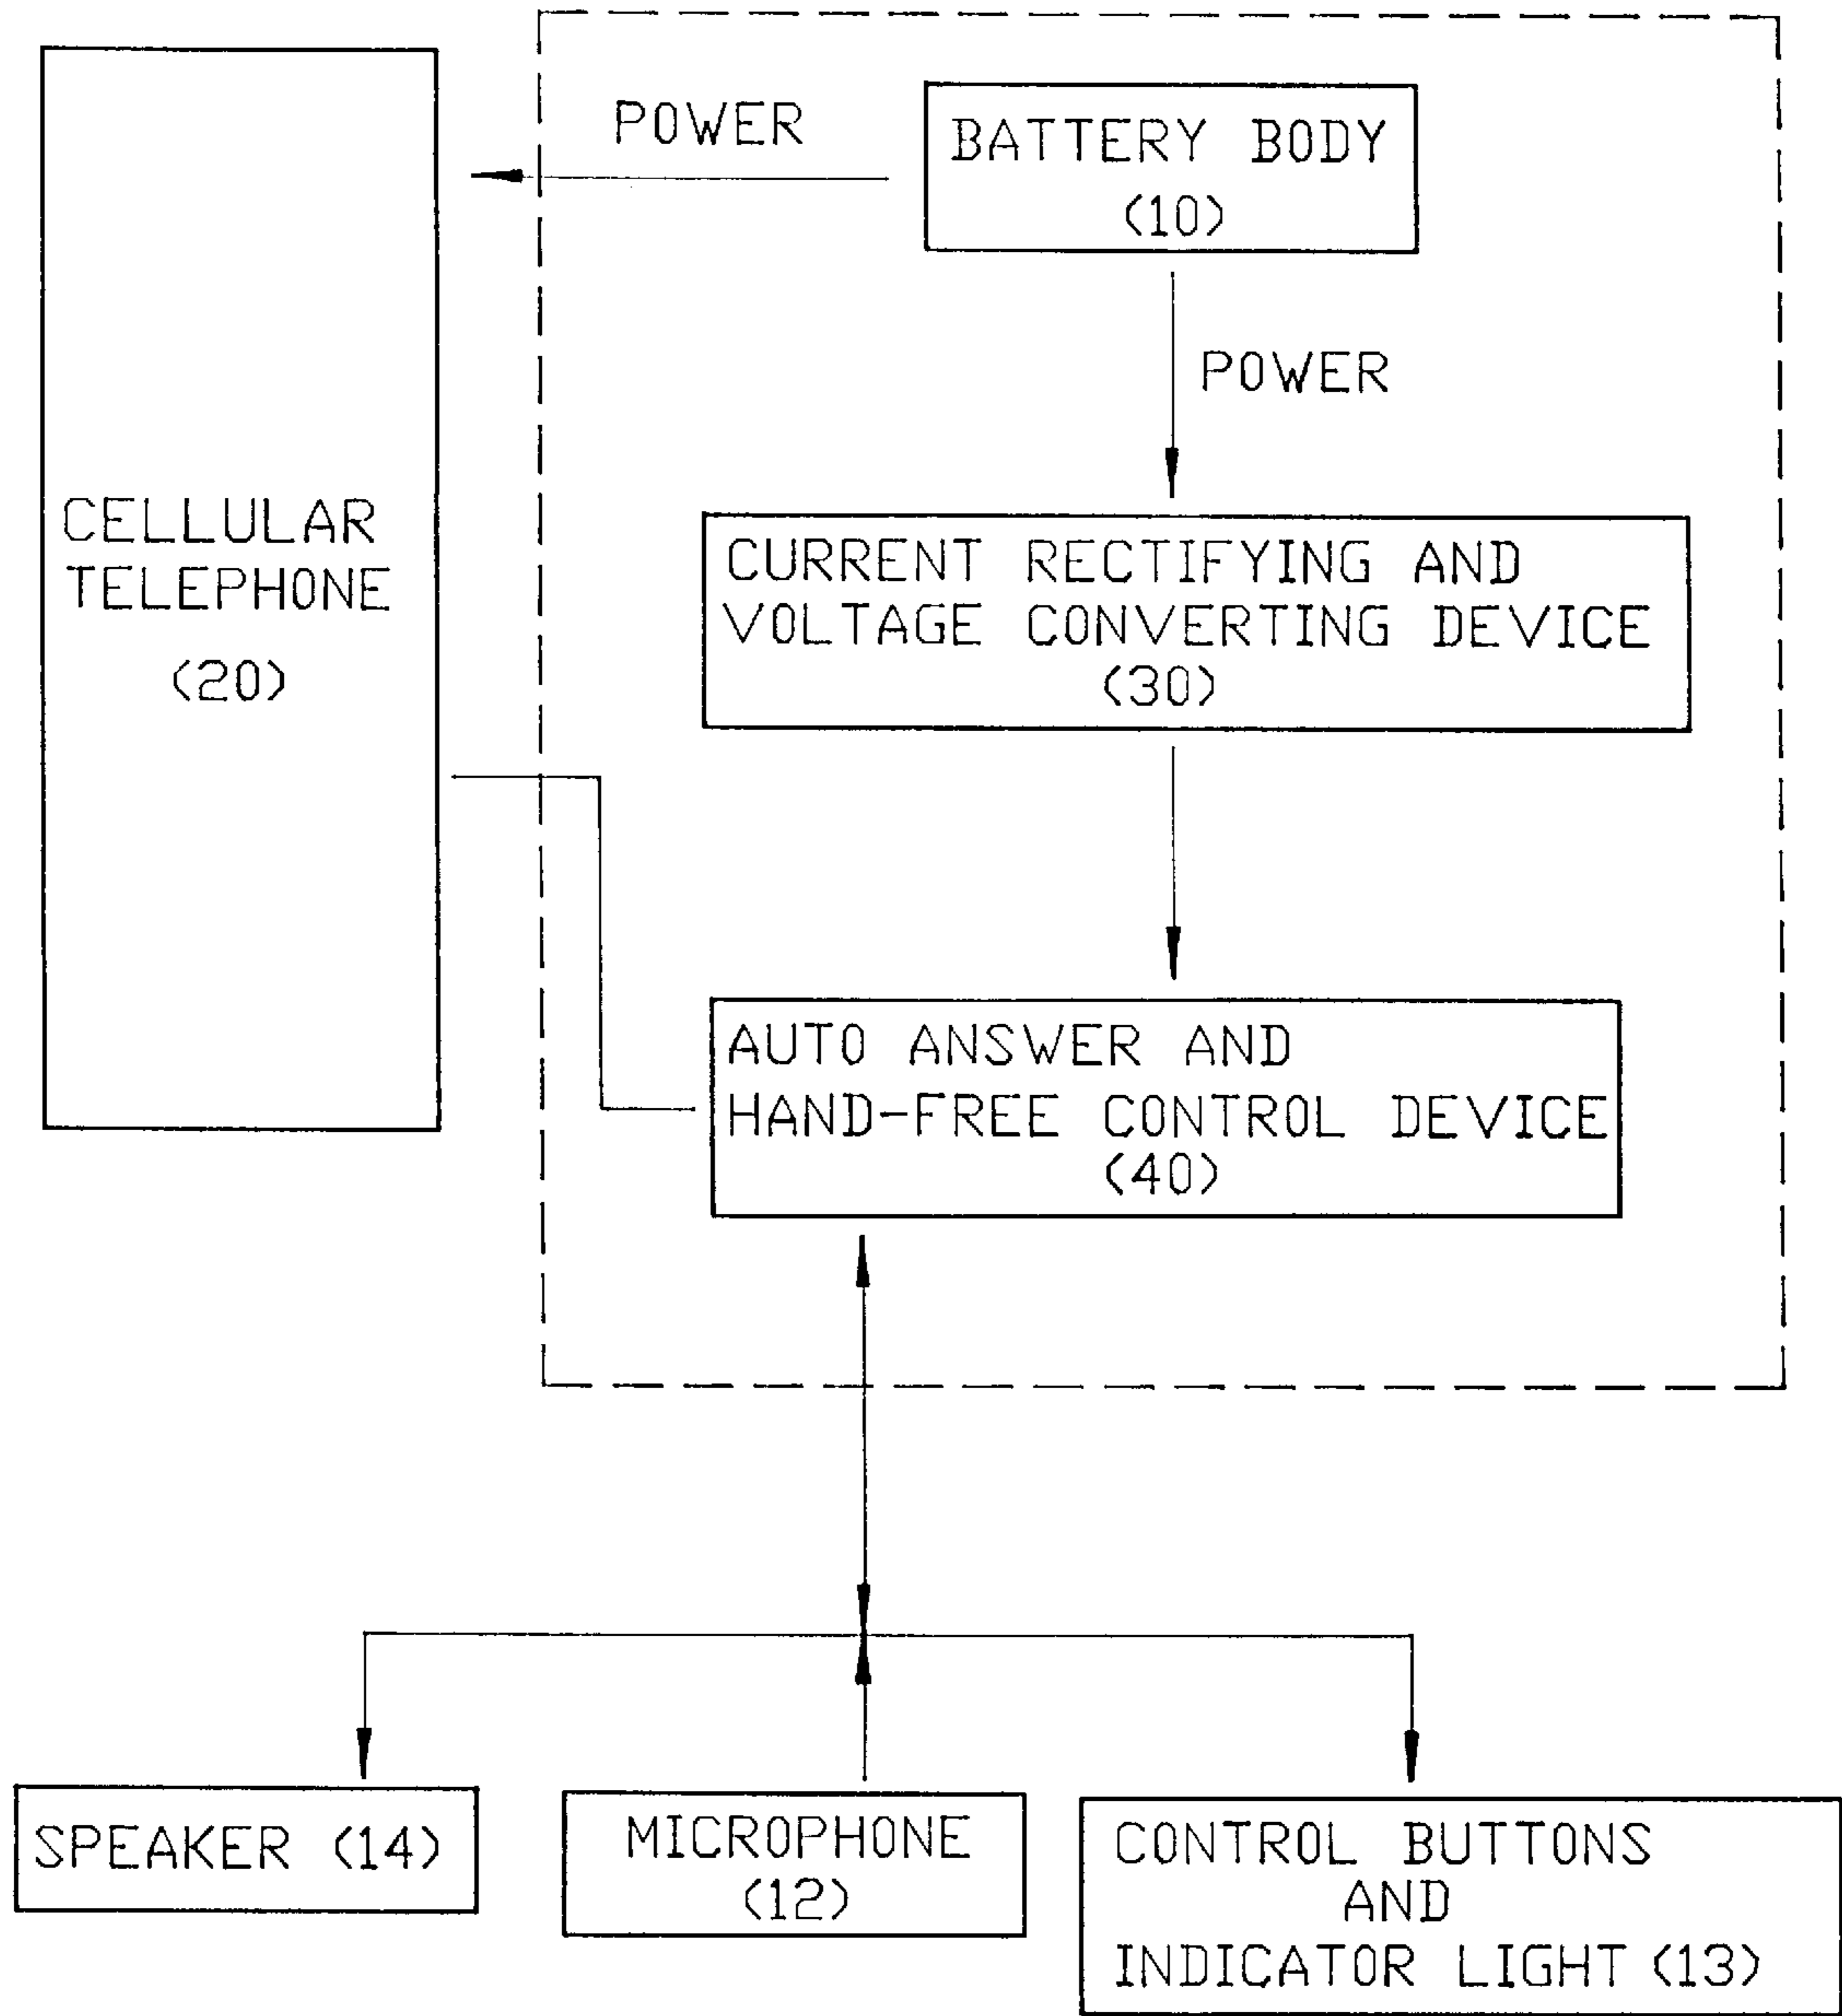 POWER
BATTERY BODY
(10)
POWER
CELLULAR
TELEPHONE
(20)
CURRENT RECTIFYING AND
VOLTAGE CONVERTING DEVICE
(30)
AUTO ANSWER AND
HAND-FREE CONTROL DEVICE
(40)
SPEAKER (14)
MICROPHONE
(12)
CONTROL BUTTONS
AND
INDICATOR LIGHT (13)